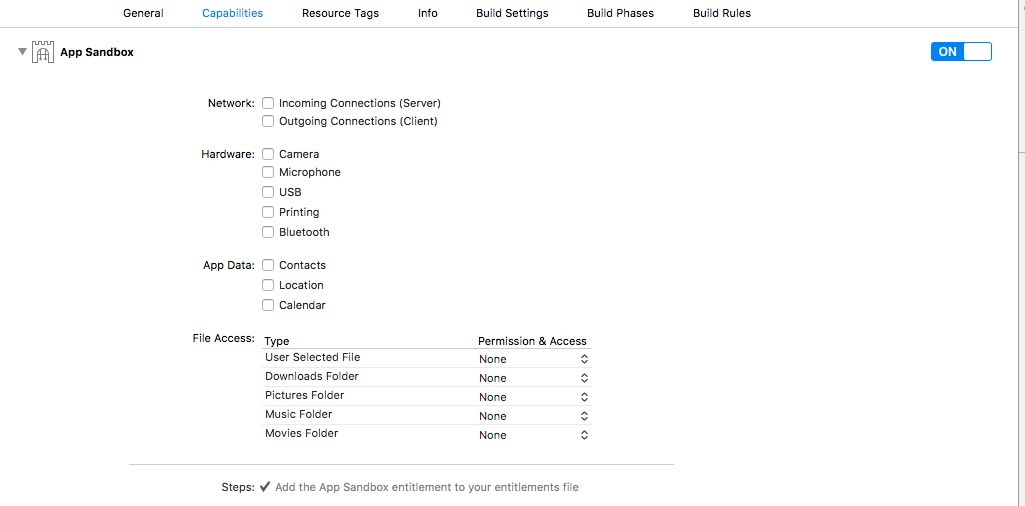 General Capabilities Resource Tags Info Build Settings Build Phases Build Rules
App Sandbox ON
Network: Incoming Connections (Server)
Outgoing Connections (Client)
Hardware: Camera
Microphone
USB
Printing
Bluetooth
App Data: Contacts
Location
Calendar
File Access: Type Permission & Access
User Selected File None
Downloads Folder None
Pictures Folder None
Music Folder None
Movies Folder None
Steps: ✔ Add the App Sandbox entitlement to your entitlements file